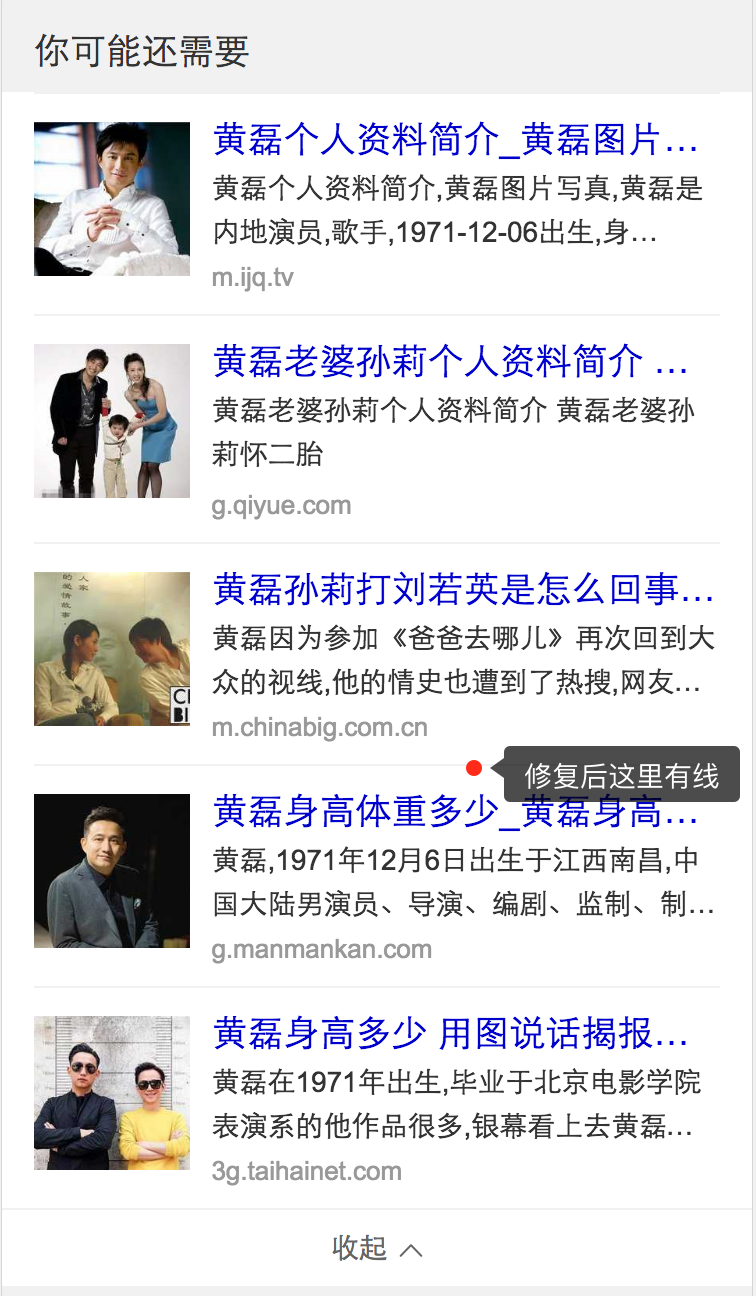 你可能还需要
黄磊个人资料简介_黄磊图片…
黄磊个人资料简介,黄磊图片写真,黄磊是
内地演员,歌手,1971-12-06出生,身…
m.ijq.tv
黄磊老婆孙莉个人资料简介 …
黄磊老婆孙莉个人资料简介 黄磊老婆孙
莉怀二胎
g.qiyue.com
人家
的爱情故事
CI
BI
黄磊孙莉打刘若英是怎么回事…
黄磊因为参加《爸爸去哪儿》再次回到大
众的视线,他的情史也遭到了热搜,网友…
m.chinabig.com.cn
修复后这里有线
黄磊身高体重多少_黄磊身高…
黄磊,1971年12月6日出生于江西南昌,中
国大陆男演员、导演、编剧、监制、制…
g.manmankan.com
黄磊身高多少 用图说话揭报…
黄磊在1971年出生,毕业于北京电影学院
表演系的他作品很多,银幕看上去黄磊…
3g.taihainet.com
收起